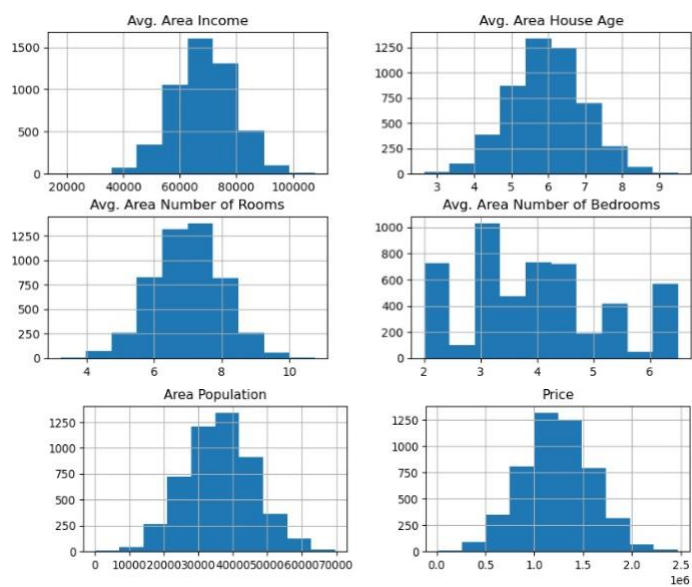 Avg. Area Income
Avg. Area House Age
1500
1000
500
0
20000 40000 60000 80000 100000
1250
1000
750
500
250
0
3 4 5 6 7 8 9
Avg. Area Number of Rooms
Avg. Area Number of Bedrooms
1250
1000
750
500
250
0
4 6 8 10
1000
800
600
400
200
0
2 3 4 5 6
Area Population
Price
1250
1000
750
500
250
0
0 10000 20000 30000 40000 50000 60000 70000
1250
1000
750
500
250
0
0.0 0.5 1.0 1.5 2.0 2.5
1e6